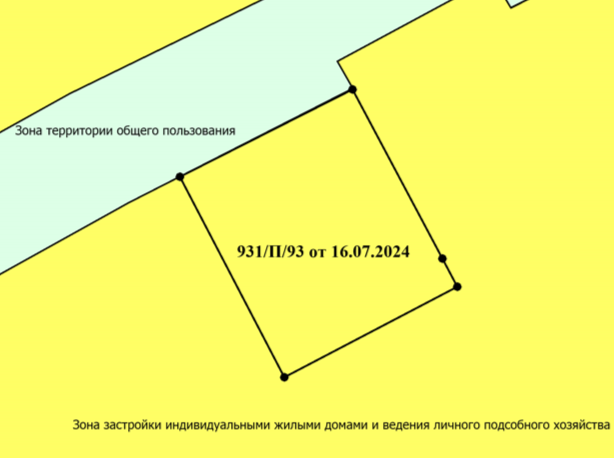 Зона территории общего пользования
931/П/93 от 16.07.2024
Зона застройки индивидуальными жилыми домами и ведения личного подсобного хозяйства